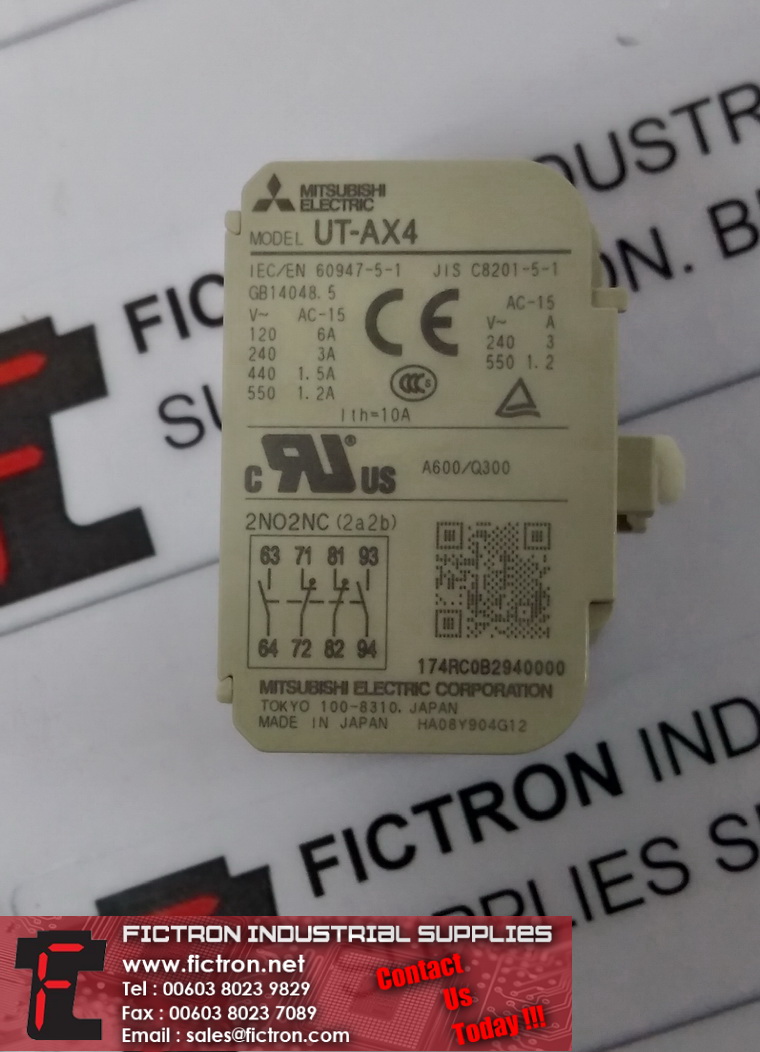 MITSUBISHI
ELECTRIC
MODEL UT-AX4
IEC/EN 60947-5-1 JIS C8201-5-1
GB14048.5
V~ AC-15
120 6A
240 3A
440 1.5A
550 1.2A
Ith=10A
CE
CCC S
AC-15
V~ A
240 3
550 1.2
c RU ® US A600/Q300
2NO2NC (2a2b)
63 71 81 93
64 72 82 94
174RC0B2940000
MITSUBISHI ELECTRIC CORPORATION
TOKYO 100-8310, JAPAN
MADE IN JAPAN HA08Y904G12
FICTRON IND
PLIES S
FICTRON INDUSTRIAL SUPPLIES
www.fictron.net
Tel : 00603 8023 9829
Fax : 00603 8023 7089
Email : sales@fictron.com
Contact
Us
Today !!!